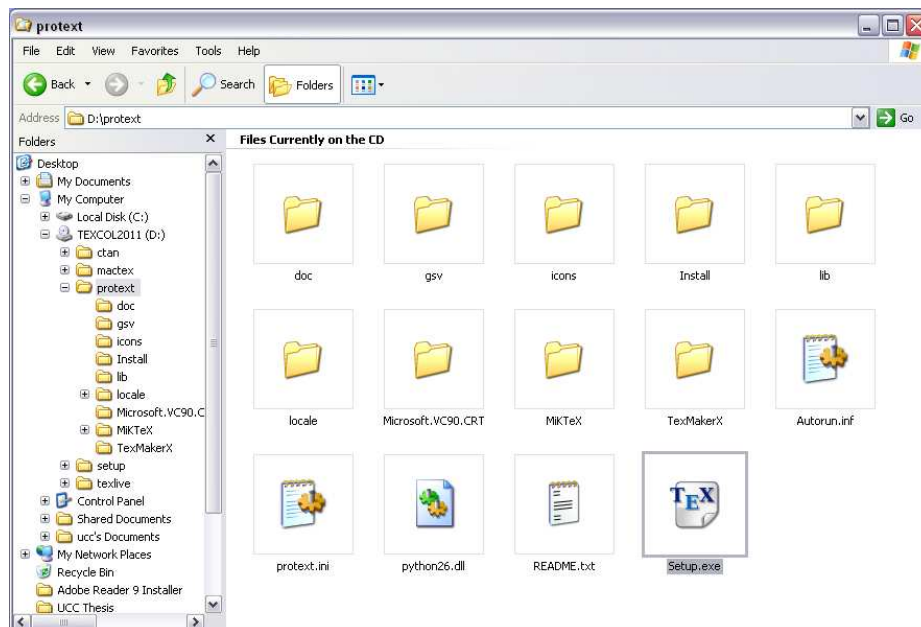 protext
File Edit View Favorites Tools Help
Back Search Folders
Address D:\protext Go
Folders X
Files Currently on the CD
Desktop
My Documents
My Computer
Local Disk (C:)
TEXCOL2011 (D:)
ctan
mactex
protext
doc
gsv
icons
Install
lib
locale
Microsoft.VC90.C
MiKTeX
TexMakerX
setup
texlive
Control Panel
Shared Documents
ucc's Documents
My Network Places
Recycle Bin
Adobe Reader 9 Installer
UCC Thesis
doc gsv icons Install lib
locale Microsoft.VC90.CRT MiKTeX TexMakerX Autorun.inf
TEX
protext.ini python26.dll README.txt Setup.exe